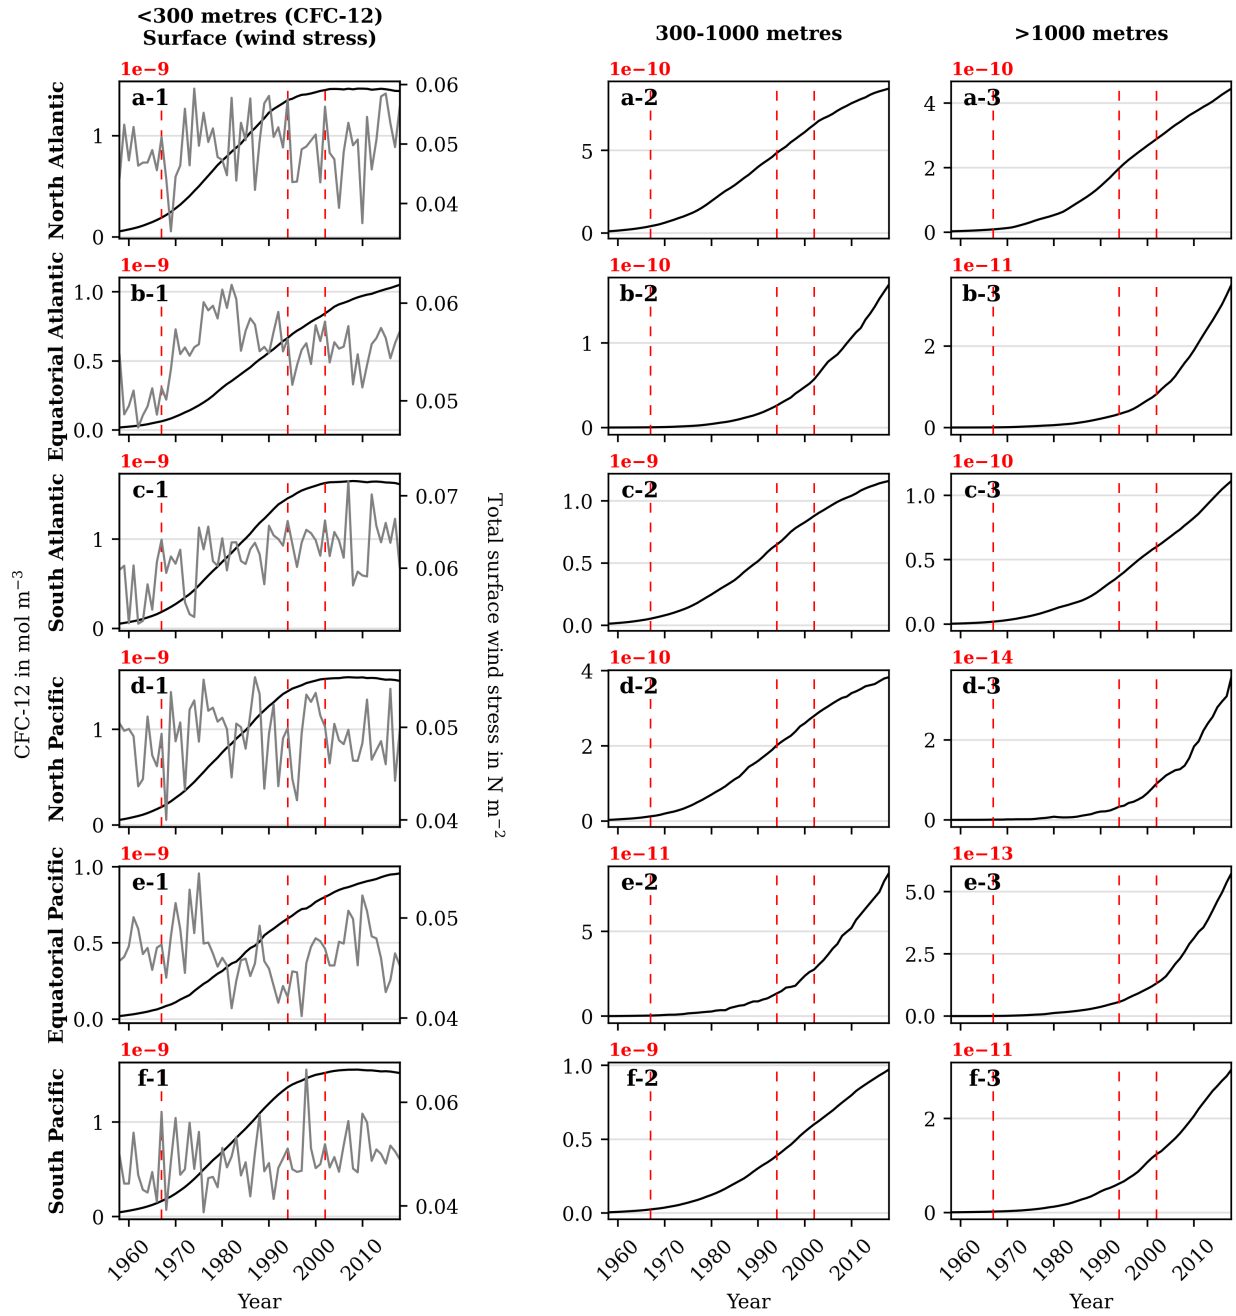 <300 metres (CFC-12)
Surface (wind stress)
300-1000 metres
>1000 metres
1e−9
1e−10
1e−10
North Atlantic
a-1
a-2
a-3
1
0
0.06
0.05
0.04
5
0
4
2
0
1e−9
1e−10
1e−11
Equatorial Atlantic
b-1
b-2
b-3
1.0
0.5
0.0
0.06
0.05
1
0
2
0
1e−9
1e−9
1e−10
South Atlantic
c-1
c-2
c-3
1
0
0.07
0.06
1.0
0.5
0.0
1.0
0.5
0.0
CFC-12 in mol m−3
Total surface wind stress in N m−2
1e−9
1e−10
1e−14
North Pacific
d-1
d-2
d-3
1
0
0.05
0.04
4
2
0
2
0
1e−9
1e−11
1e−13
Equatorial Pacific
e-1
e-2
e-3
1.0
0.5
0.0
0.05
0.04
5
0
5.0
2.5
0.0
1e−9
1e−9
1e−11
South Pacific
f-1
f-2
f-3
1
0
0.06
0.04
1.0
0.5
0.0
2
0
1960 1970 1980 1990 2000 2010
1960 1970 1980 1990 2000 2010
1960 1970 1980 1990 2000 2010
Year
Year
Year